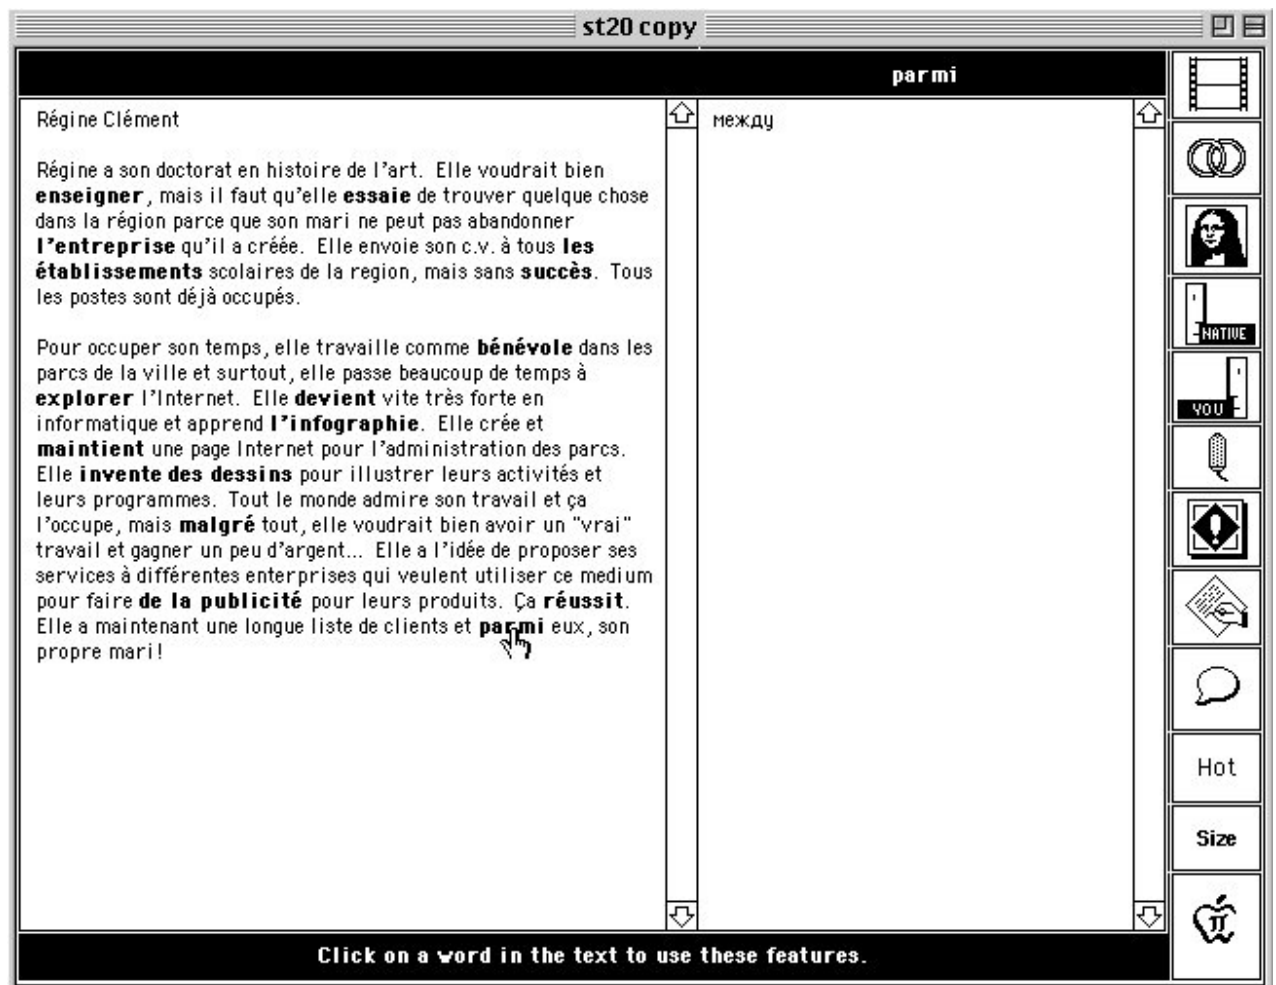 st20 copy
parmi
Régine Clément
Régine a son doctorat en histoire de l'art. Elle voudrait bien
enseigner, mais il faut qu'elle essaie de trouver quelque chose
dans la région parce que son mari ne peut pas abandonner
l'entreprise qu'il a créée. Elle envoie son c.v. à tous les
établissements scolaires de la region, mais sans succès. Tous
les postes sont déjà occupés.
Pour occuper son temps, elle travaille comme bénévole dans les
parcs de la ville et surtout, elle passe beaucoup de temps à
explorer l'Internet. Elle devient vite très forte en
informatique et apprend l'infographie. Elle crée et
maintient une page Internet pour l'administration des parcs.
Elle invente des dessins pour illustrer leurs activités et
leurs programmes. Tout le monde admire son travail et ça
l'occupe, mais malgré tout, elle voudrait bien avoir un "vrai"
travail et gagner un peu d'argent... Elle a l'idée de proposer ses
services à différentes enterprises qui veulent utiliser ce medium
pour faire de la publicité pour leurs produits. Ça réussit.
Elle a maintenant une longue liste de clients et parmi eux, son
propre mari!
между
NATIVE
YOU
Hot
Size
π
Click on a word in the text to use these features.